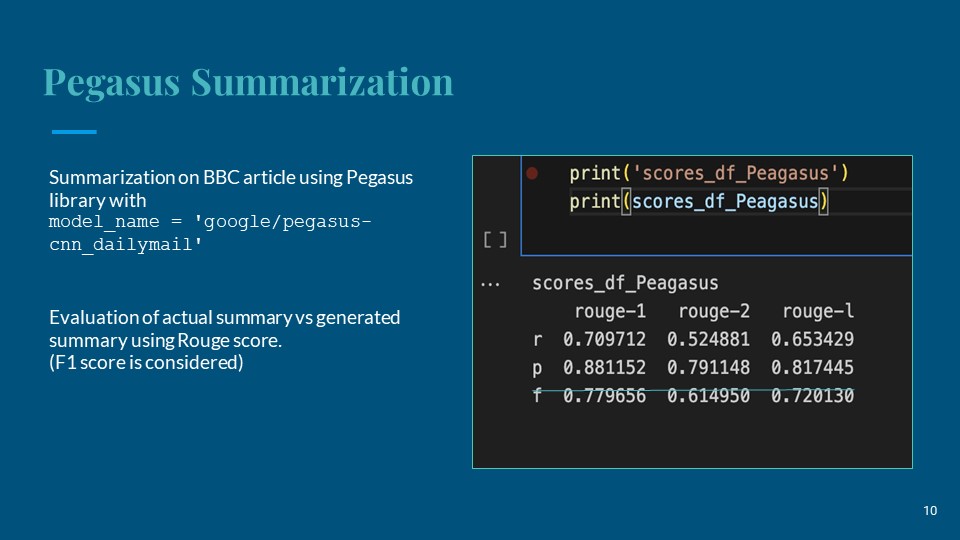 Pegasus Summarization
Summarization on BBC article using Pegasus
library with
model_name = 'google/pegasus-
cnn_dailymail'
Evaluation of actual summary vs generated
summary using Rouge score.
(F1 score is considered)
print('scores_df_Peagasus')
print(scores_df_Peagasus)
[ ]
... scores_df_Peagasus
rouge-1 rouge-2 rouge-l
r 0.709712 0.524881 0.653429
p 0.881152 0.791148 0.817445
f 0.779656 0.614950 0.720130
10